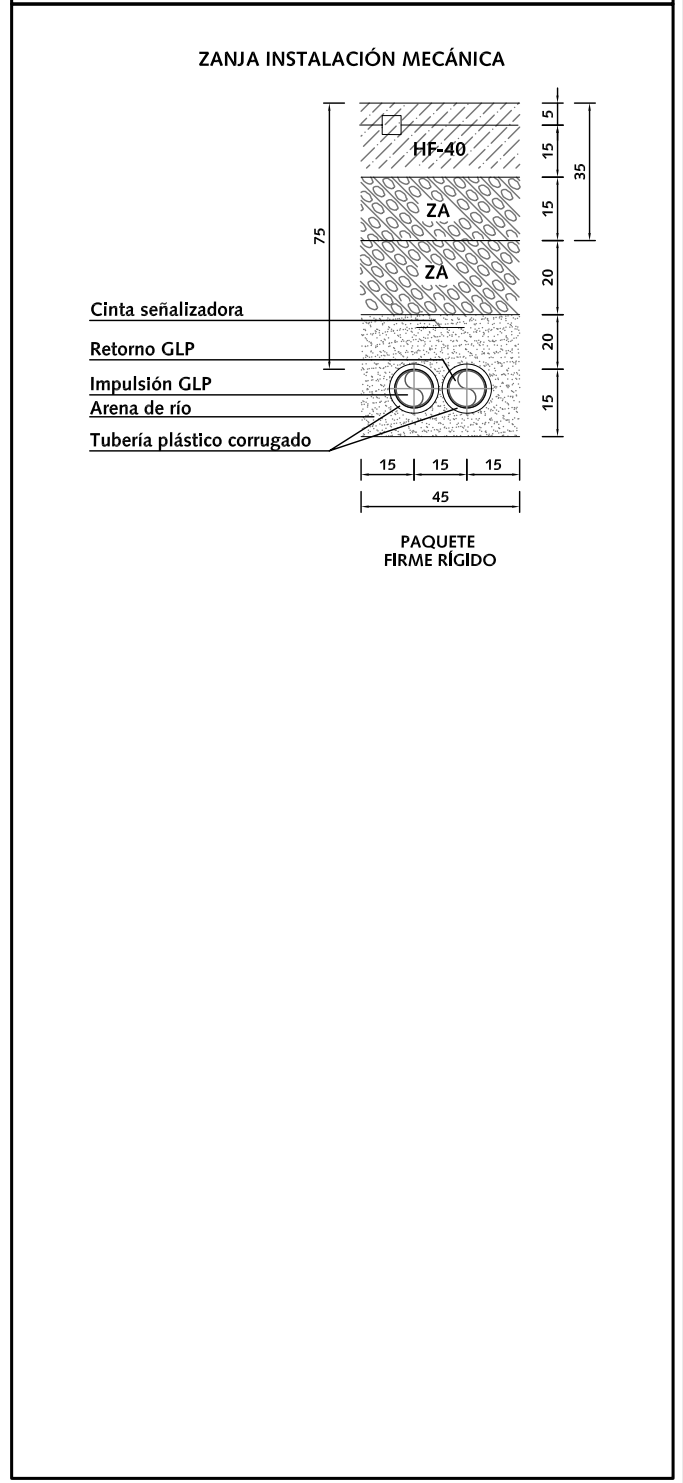 ZANJA INSTALACIÓN MECÁNICA
5
HF-40
15
35
75
ZA
15
ZA
20
Cinta señalizadora
20
Retorno GLP
Impulsión GLP
Arena de río
15
Tubería plástico corrugado
15 15 15
45
PAQUETE
FIRME RÍGIDO